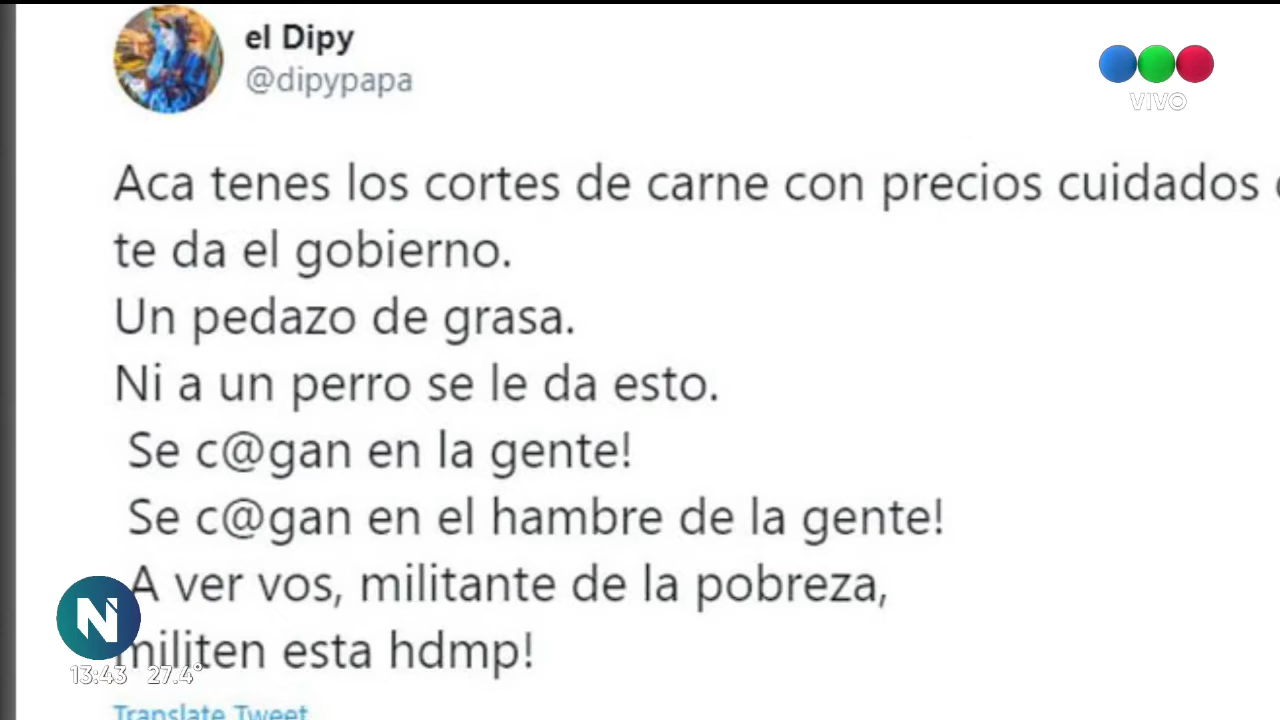 el Dipy
@dipypapa
VIVO
Aca tenes los cortes de carne con precios cuidados
te da el gobierno.
Un pedazo de grasa.
Ni a un perro se le da esto.
Se c@gan en la gente!
Se c@gan en el hambre de la gente!
A ver vos, militante de la pobreza,
militen esta hdmp!
N
13:43 27.4°
Translate Tweet